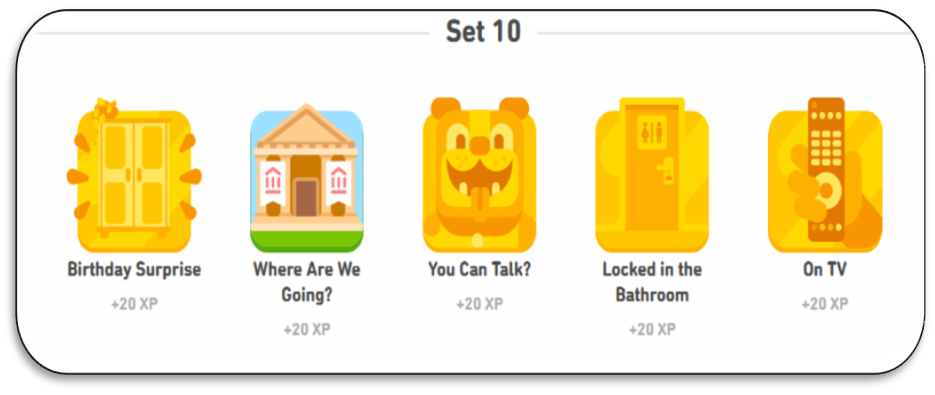 Set 10
Birthday Surprise
+20 XP
Where Are We
Going?
+20 XP
You Can Talk?
+20 XP
Locked in the
Bathroom
+20 XP
On TV
+20 XP